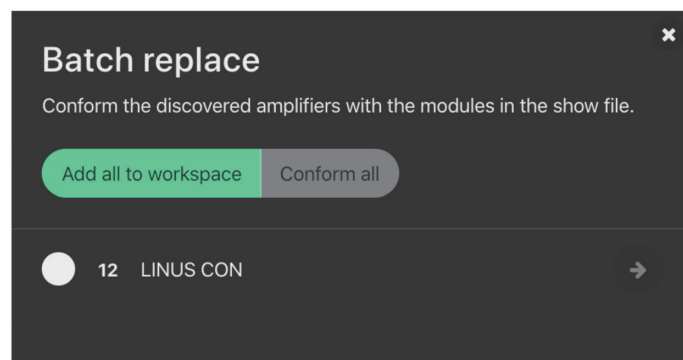 Batch replace
Conform the discovered amplifiers with the modules in the show file.
Add all to workspace Conform all
12 LINUS CON